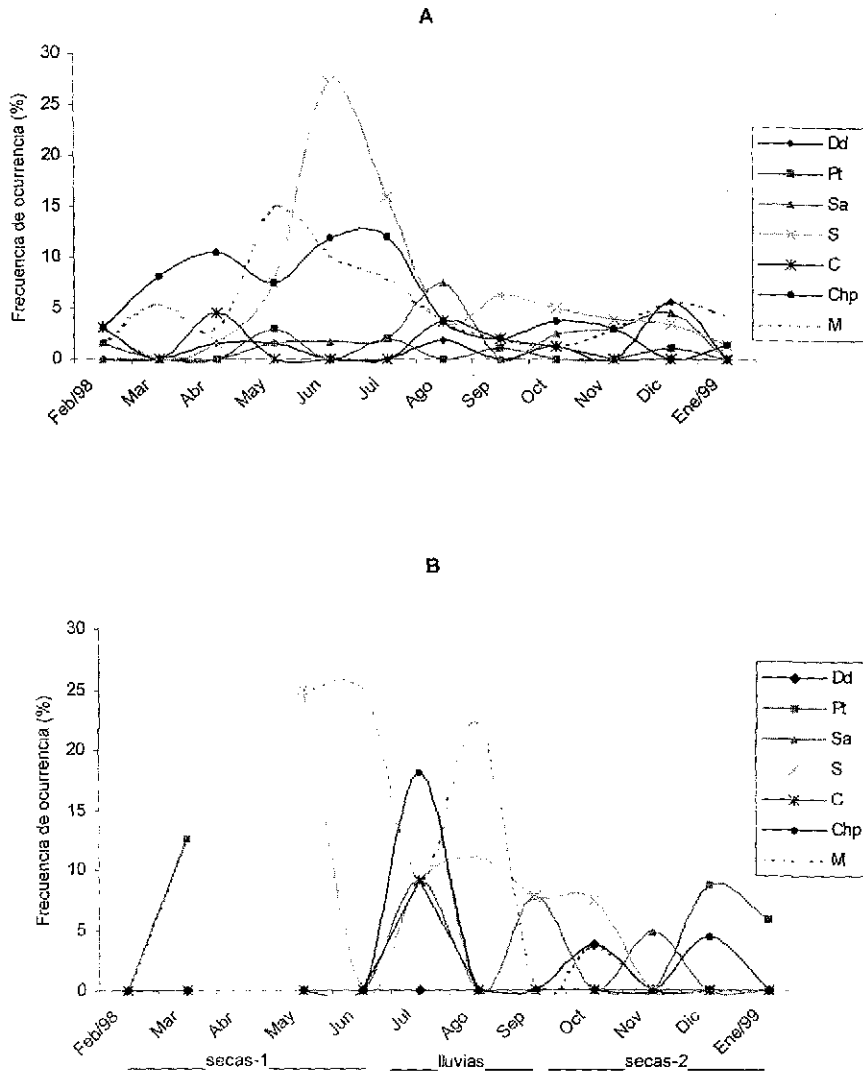 A
30
25
20
15
10
5
0
Frecuencia de ocurrencia (%)
Feb/98
Mar
Abr
May
Jun
Jul
Ago
Sep
Oct
Nov
Dic
Ene/99
Dd
Pt
Sa
S
C
Chp
M
B
30
25
20
15
10
5
0
Frecuencia de ocurrencia (%)
Feb/98
Mar
Abr
May
Jun
Jul
Ago
Sep
Oct
Nov
Dic
Ene/99
secas-1
lluvias
secas-2
Dd
Pt
Sa
S
C
Chp
M